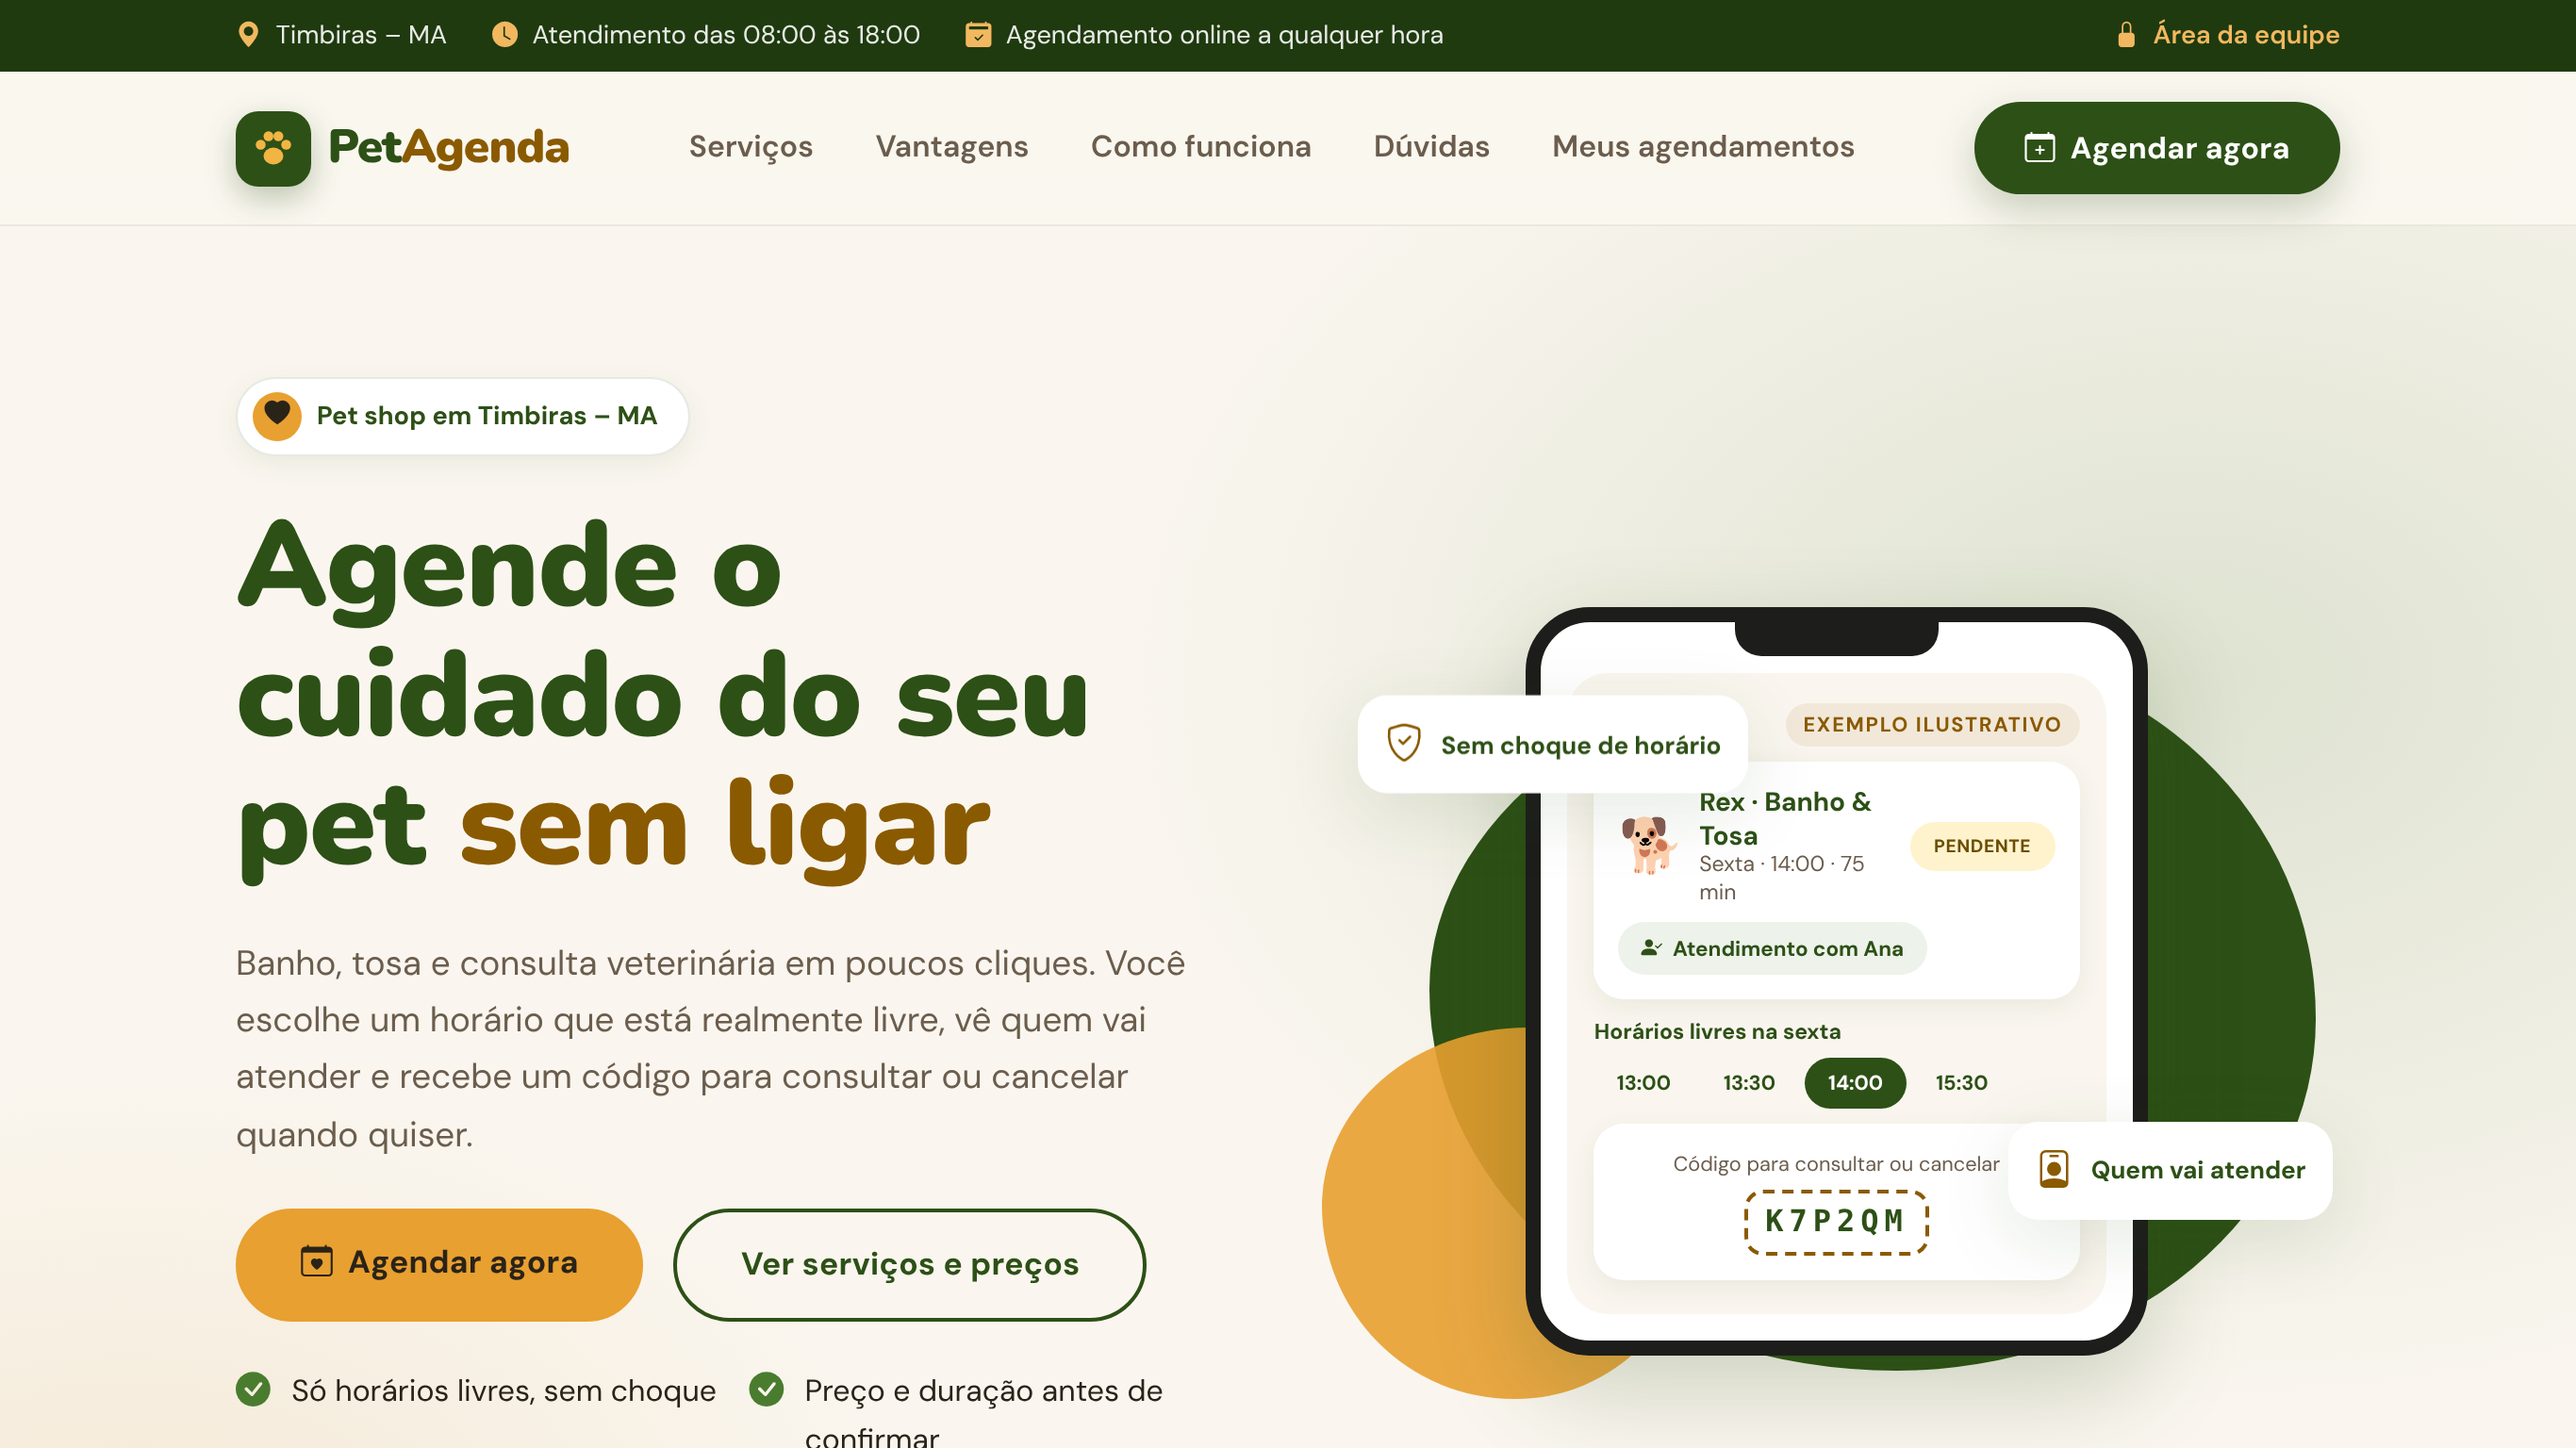 Timbiras – MA
Atendimento das 08:00 às 18:00
Agendamento online a qualquer hora
Área da equipe
PetAgenda
Serviços
Vantagens
Como funciona
Dúvidas
Meus agendamentos
Agendar agora
Pet shop em Timbiras – MA
Agende o
cuidado do seu
pet sem ligar
Banho, tosa e consulta veterinária em poucos cliques. Você
escolhe um horário que está realmente livre, vê quem vai
atender e recebe um código para consultar ou cancelar
quando quiser.
Agendar agora
Ver serviços e preços
Só horários livres, sem choque
Preço e duração antes de
confirmar
Sem choque de horário
EXEMPLO ILUSTRATIVO
Rex · Banho &
Tosa
Sexta · 14:00 · 75
min
PENDENTE
Atendimento com Ana
Horários livres na sexta
13:00
13:30
14:00
15:30
Código para consultar ou cancelar
K7P2QM
Quem vai atender